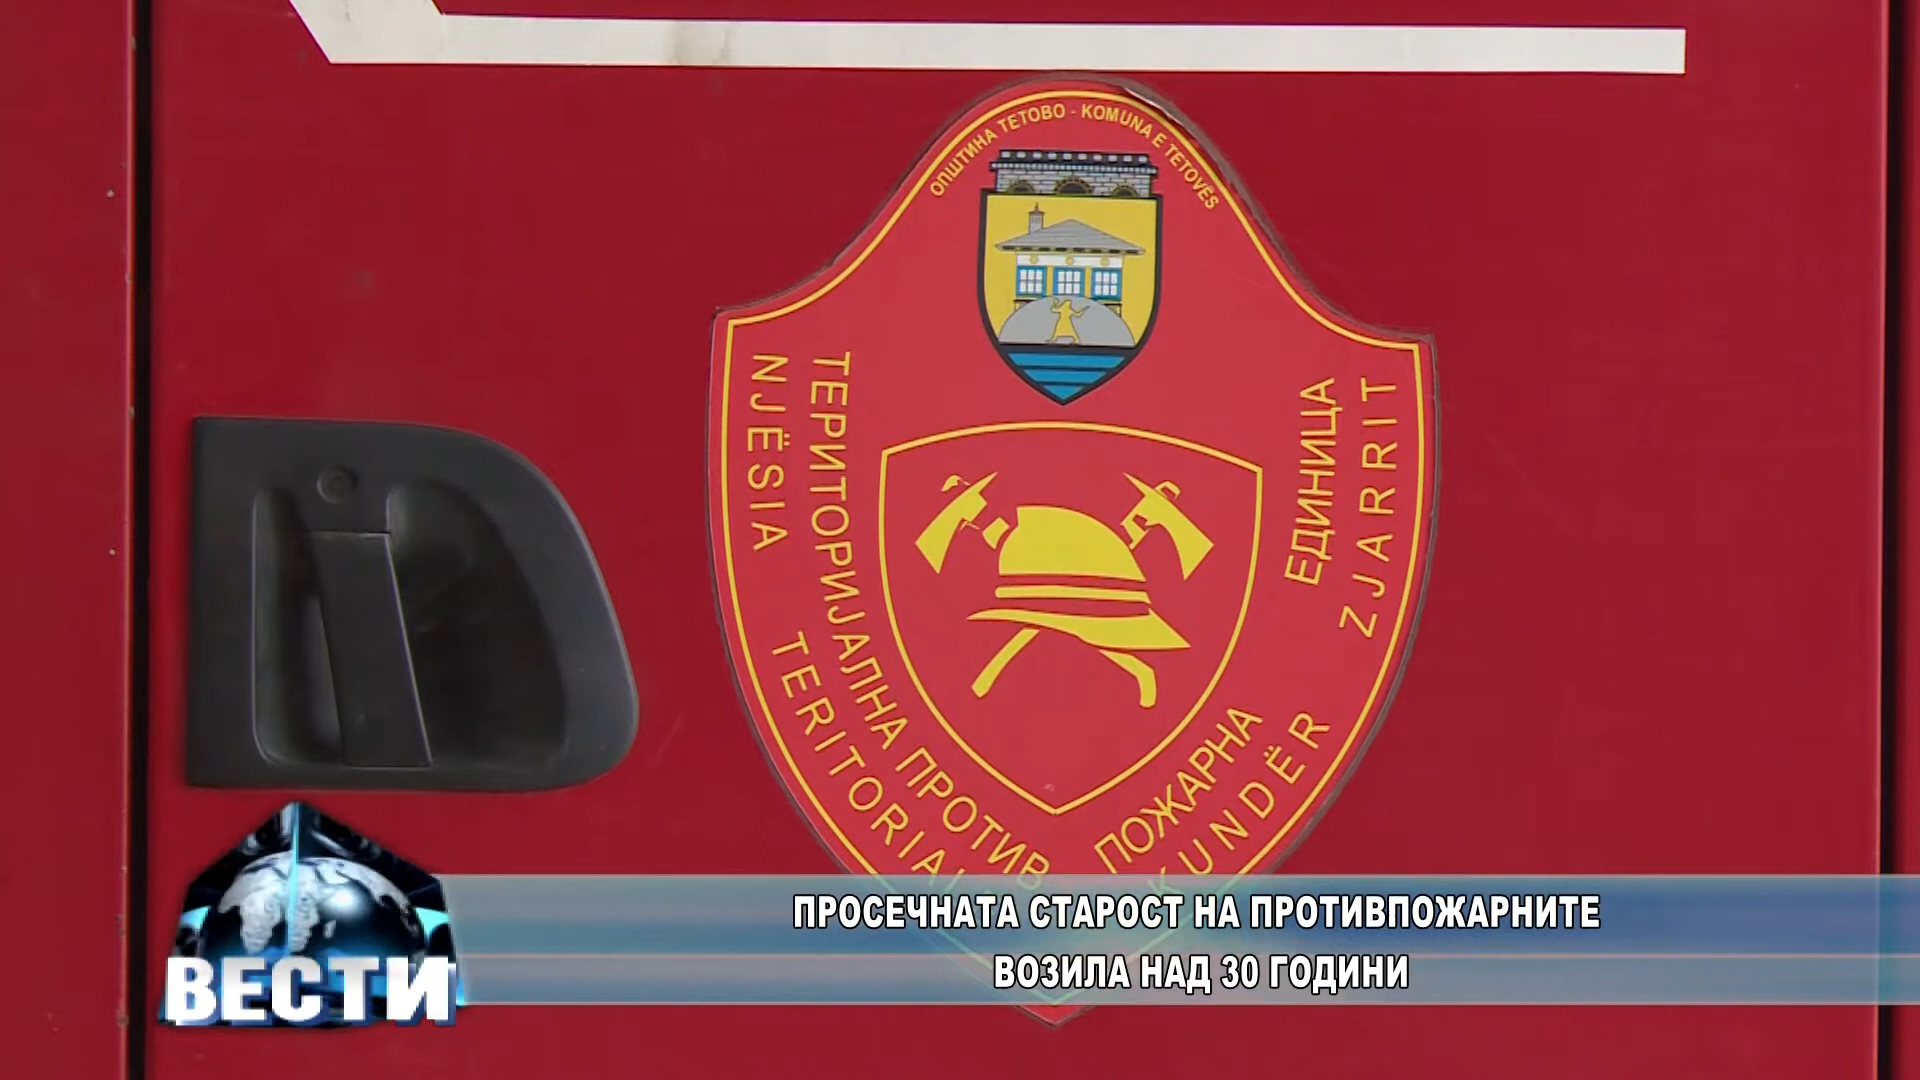 ОПШТИНА ТЕТОВО - KOMUNA E TETOVËS
ТЕРИТОРИЈАЛНА ПРОТИВ ПОЖАРНА ЕДИНИЦА
NJËSIA TERITORIAL KUNDËR ZJARRIT
ПРОСЕЧНАТА СТАРОСТ НА ПРОТИВПОЖАРНИТЕ
ВОЗИЛА НАД 30 ГОДИНИ
ВЕСТИ